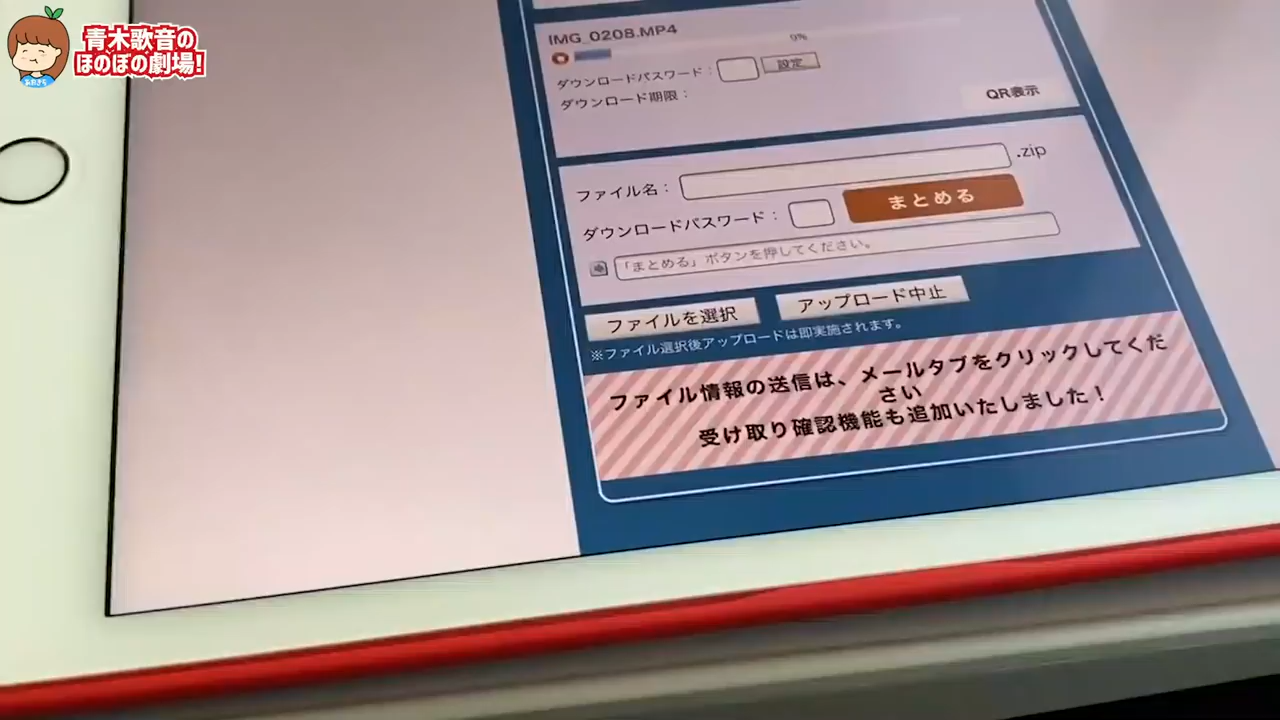 青木歌音の
ほのぼの劇場!
IMG_0208.MP4
9%
ダウンロードパスワード：
設定
ダウンロード期限：
QR表示
ファイル名：
.zip
ダウンロードパスワード：
まとめる
「まとめる」ボタンを押してください。
ファイルを選択
アップロード中止
※ファイル選択後アップロードは即実施されます。
ファイル情報の送信は、メールタブをクリックしてくだ
さい
受け取り確認機能も追加いたしました！